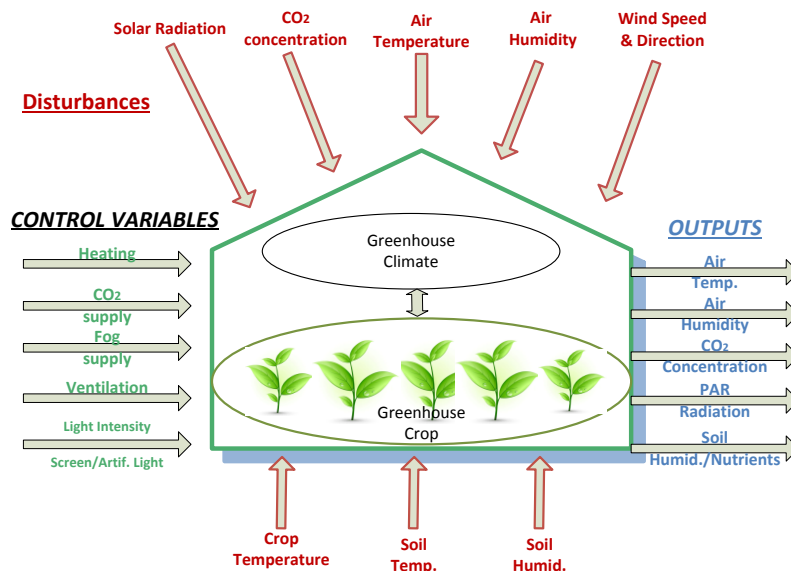 Solar Radiation
CO2
concentration
Air
Temperature
Air
Humidity
Wind Speed
& Direction
Disturbances
CONTROL VARIABLES
Heating
CO2
supply
Fog
supply
Ventilation
Light Intensity
Screen/Artif. Light
Greenhouse
Climate
Greenhouse
Crop
OUTPUTS
Air
Temp.
Air
Humidity
CO2
Concentration
PAR
Radiation
Soil
Humid./Nutrients
Crop
Temperature
Soil
Temp.
Soil
Humid.